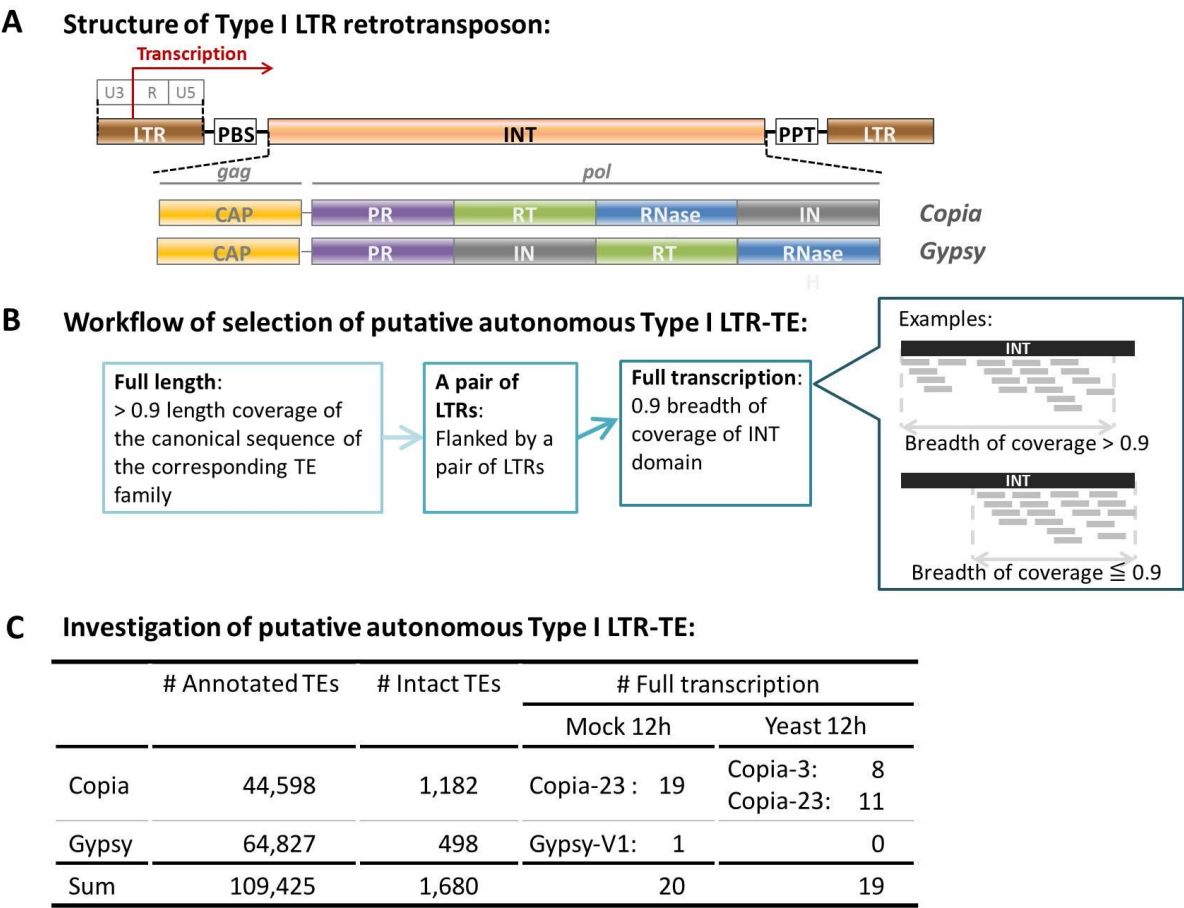 A Structure of Type I LTR retrotransposon:
Transcription
U3 R U5
LTR PBS INT PPT LTR
gag pol
CAP PR RT RNase IN Copia
CAP PR IN RT RNase Gypsy
H
B Workflow of selection of putative autonomous Type I LTR-TE:
Full length:
> 0.9 length coverage of
the canonical sequence of
the corresponding TE
family
A pair of
LTRs:
Flanked by a
pair of LTRs
Full transcription:
0.9 breadth of
coverage of INT
domain
Examples:
INT
Breadth of coverage > 0.9
INT
Breadth of coverage ≦ 0.9
C Investigation of putative autonomous Type I LTR-TE:
# Annotated TEs # Intact TEs # Full transcription
Mock 12h Yeast 12h
Copia 44,598 1,182 Copia-23 : 19 Copia-3: 8
Copia-23: 11
Gypsy 64,827 498 Gypsy-V1: 1 0
Sum 109,425 1,680 20 19